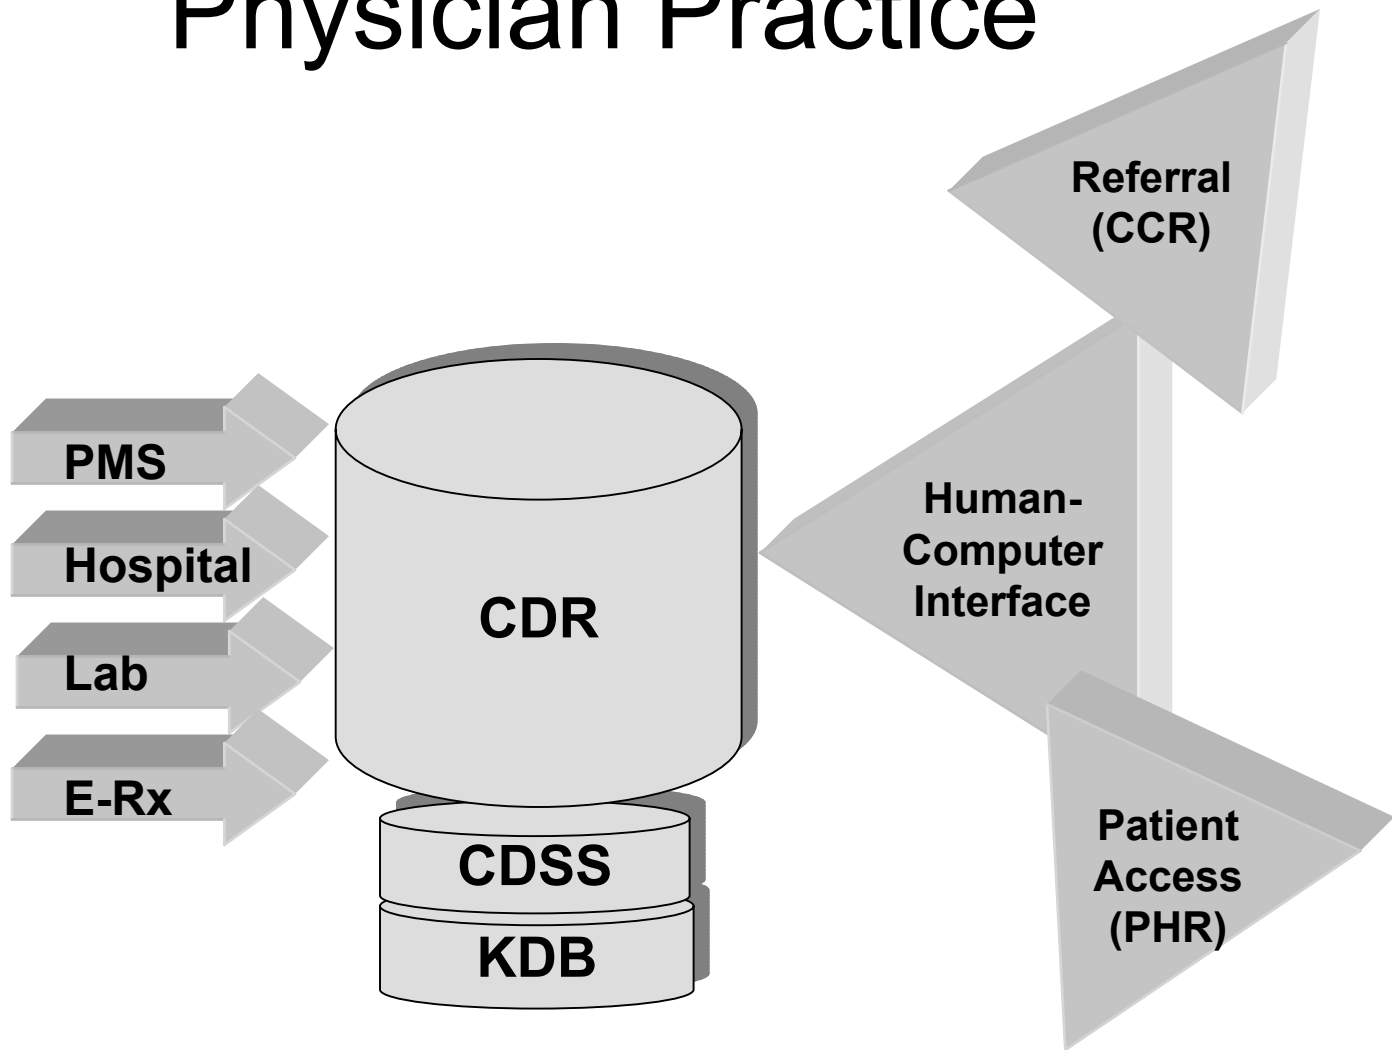 Physician Practice
Referral
(CCR)
PMS
Hospital
Lab
E-Rx
CDR
CDSS
KDB
Human-
Computer
Interface
Patient
Access
(PHR)